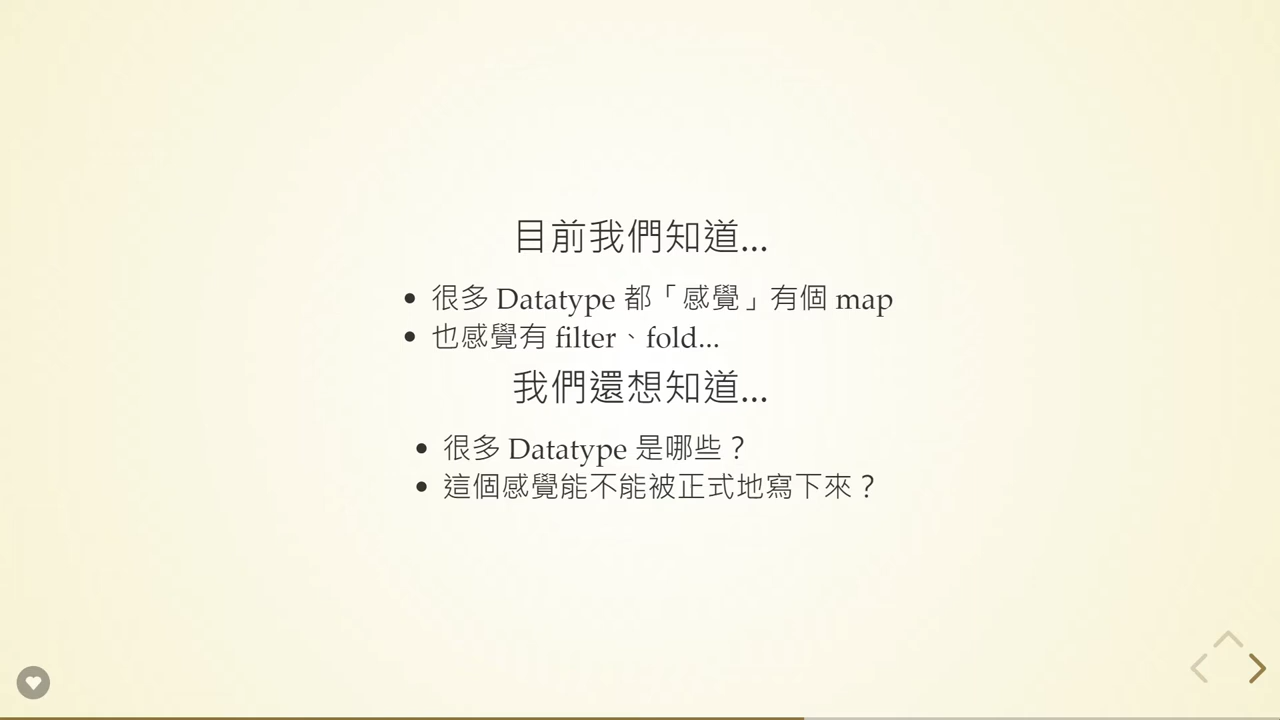 目前我們知道...
很多 Datatype 都「感覺」有個 map
也感覺有 filter、fold...
我們還想知道...
很多 Datatype 是哪些？
這個感覺能不能被正式地寫下來？